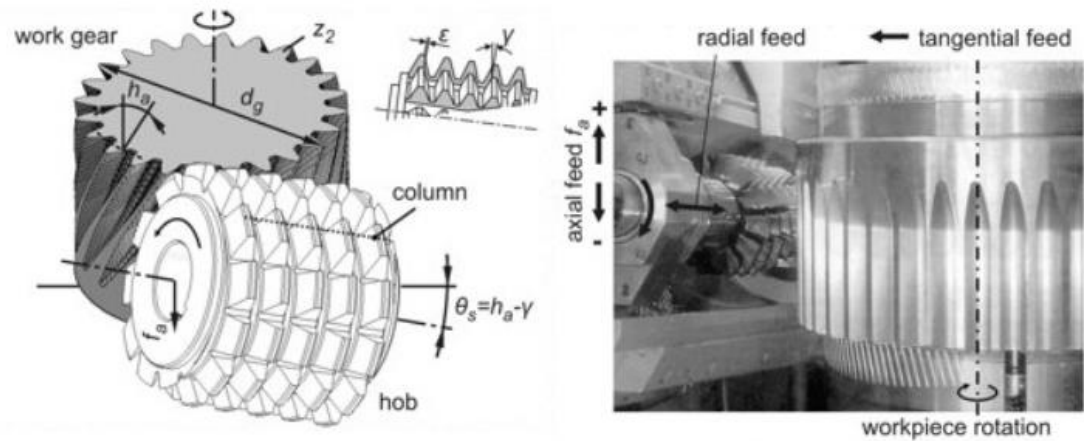 work gear
z2
ha
dg
ε
γ
column
θs=ha-γ
fa
hob
radial feed
tangential feed
axial feed fa
+
-
workpiece rotation